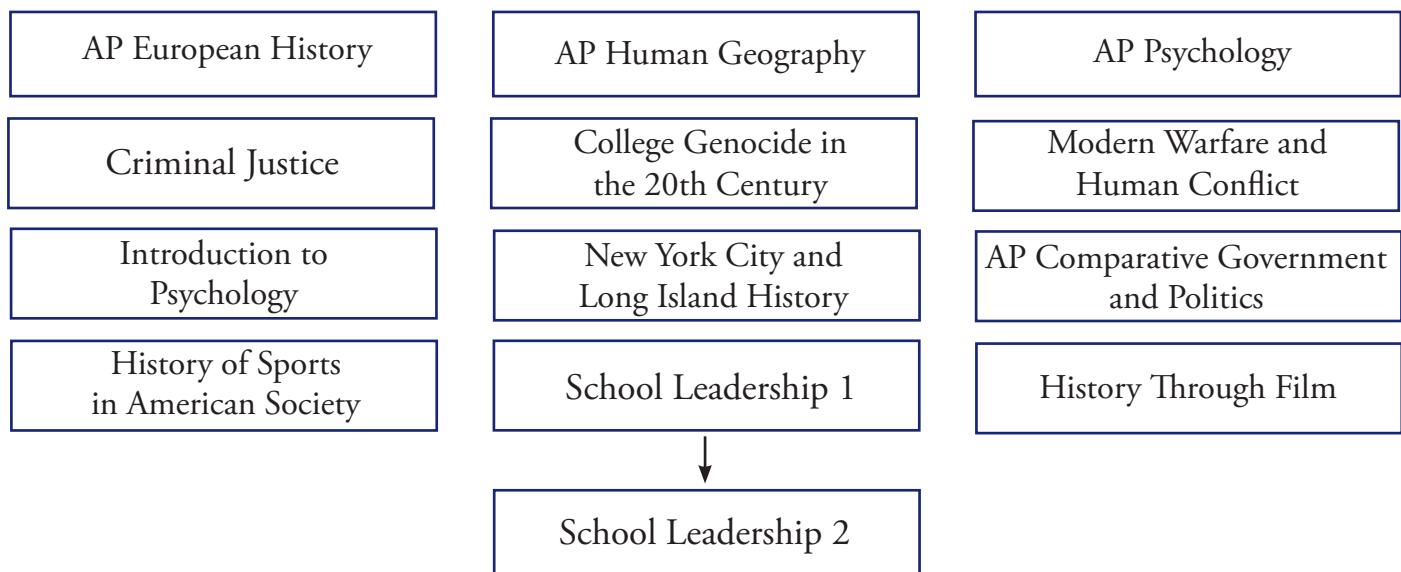 AP European History
AP Human Geography
AP Psychology
Criminal Justice
College Genocide in
the 20th Century
Modern Warfare and
Human Conflict
Introduction to
Psychology
New York City and
Long Island History
AP Comparative Government
and Politics
History of Sports
in American Society
School Leadership 1
History Through Film
School Leadership 2